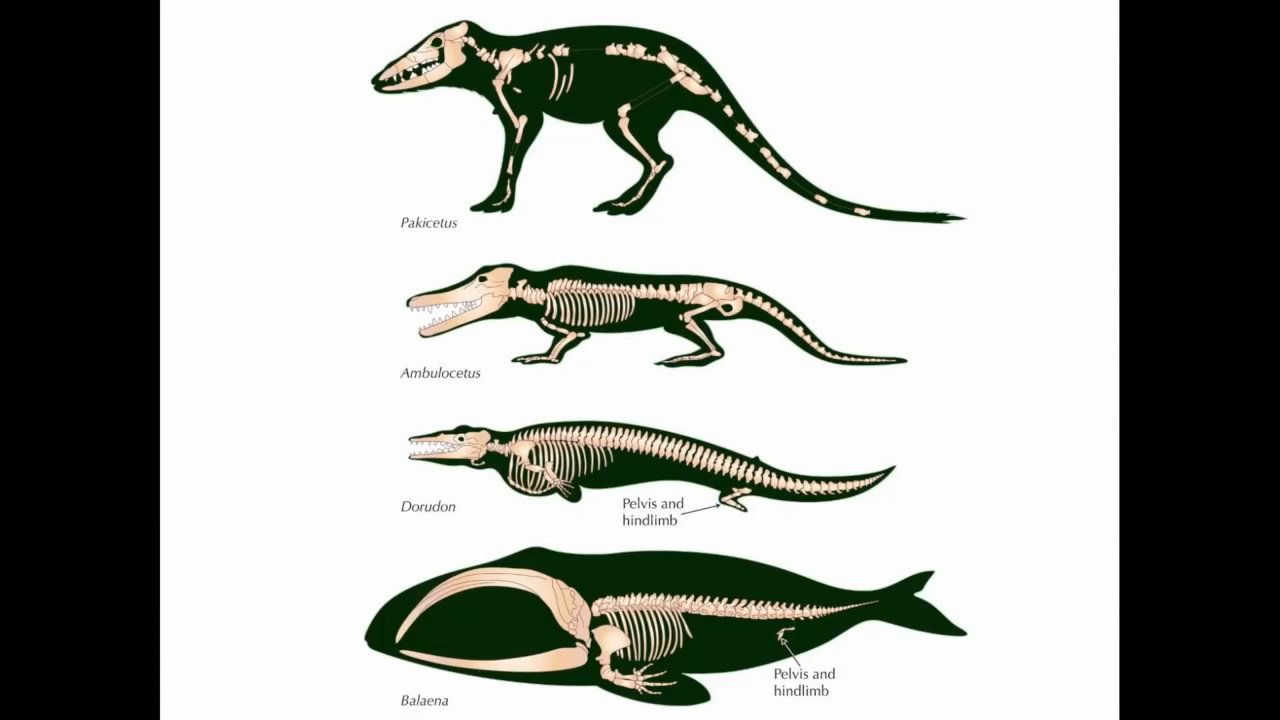 Pakicetus
Ambulocetus
Dorudon
Pelvis and
hindlimb
Balaena
Pelvis and
hindlimb